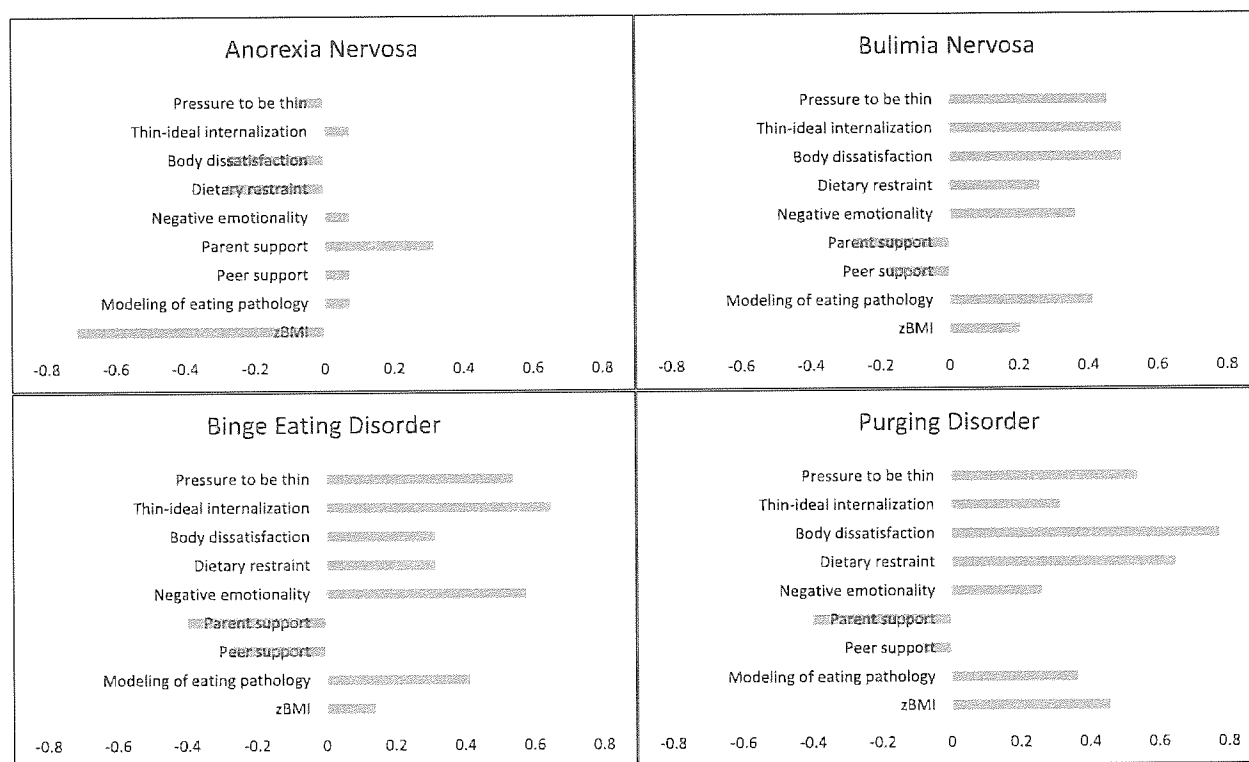 Anorexia Nervosa
Pressure to be thin
Thin-ideal internalization
Body dissatisfaction
Dietary restraint
Negative emotionality
Parent support
Peer support
Modeling of eating pathology
zBMI
-0.8 -0.6 -0.4 -0.2 0 0.2 0.4 0.6 0.8
Bulimia Nervosa
Pressure to be thin
Thin-ideal internalization
Body dissatisfaction
Dietary restraint
Negative emotionality
Parent support
Peer support
Modeling of eating pathology
zBMI
-0.8 -0.6 -0.4 -0.2 0 0.2 0.4 0.6 0.8
Binge Eating Disorder
Pressure to be thin
Thin-ideal internalization
Body dissatisfaction
Dietary restraint
Negative emotionality
Parent support
Peer support
Modeling of eating pathology
zBMI
-0.8 -0.6 -0.4 -0.2 0 0.2 0.4 0.6 0.8
Purging Disorder
Pressure to be thin
Thin-ideal internalization
Body dissatisfaction
Dietary restraint
Negative emotionality
Parent support
Peer support
Modeling of eating pathology
zBMI
-0.8 -0.6 -0.4 -0.2 0 0.2 0.4 0.6 0.8